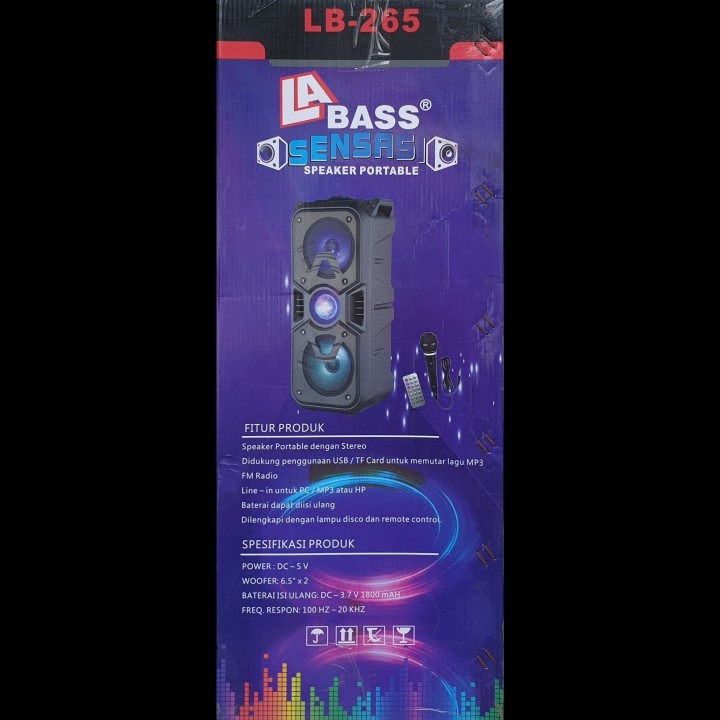 LB-265
LA
BASS®
SENSASI
SPEAKER PORTABLE
FITUR PRODUK
Speaker Portable dengan Stereo
Didukung penggunaan USB / TF Card untuk memutar lagu MP3
FM Radio
Line – in untuk PC / MP3 atau HP
Baterai dapat diisi ulang
Dilengkapi dengan lampu disco dan remote control.
SPESIFIKASI PRODUK
POWER : DC – 5 V
WOOFER: 6.5" x 2
BATERAI ISI ULANG: DC – 3.7 V 1800 mAH
FREQ. RESPON: 100 HZ – 20 KHZ